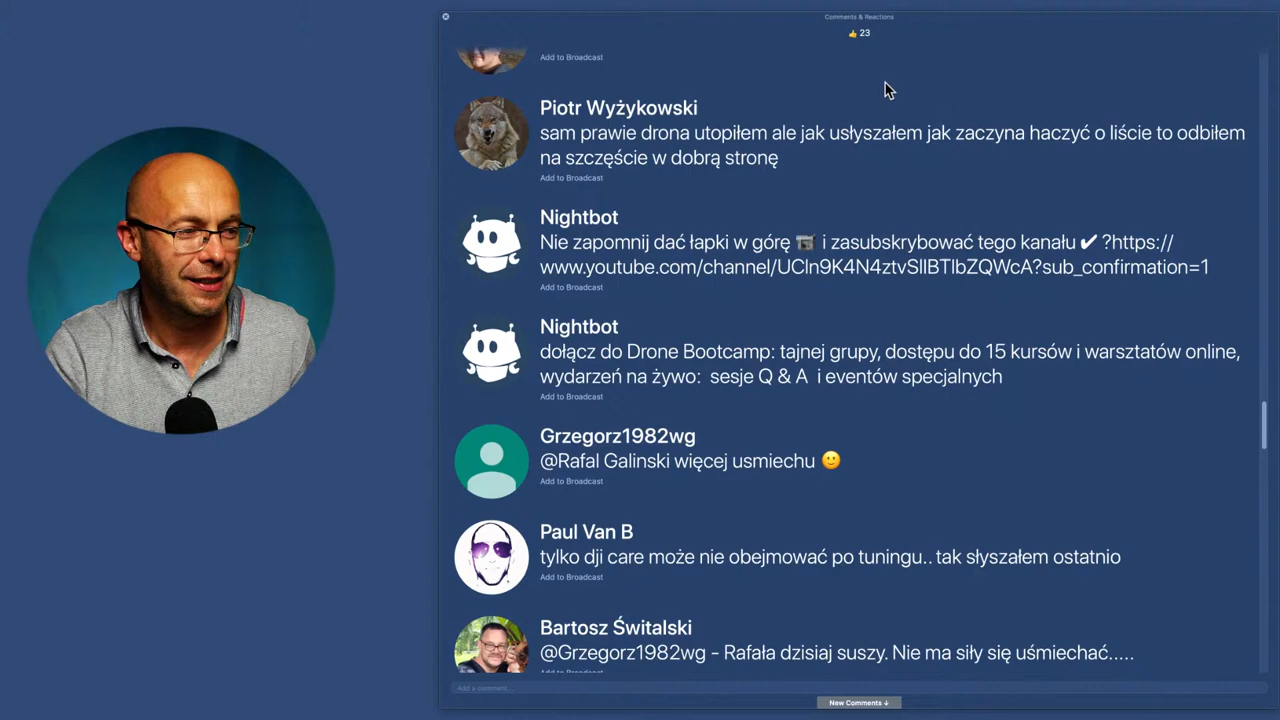 Comments & Reactions
👍 23
Add to Broadcast
Piotr Wyżykowski
sam prawie drona utopiłem ale jak usłyszałem jak zaczyna haczyć o liście to odbiłem
na szczęście w dobrą stronę
Add to Broadcast
Nightbot
Nie zapomnij dać łapki w górę i zasubskrybować tego kanału ✔ ?https://
www.youtube.com/channel/UCln9K4N4ztvSllBTlbZQWcA?sub_confirmation=1
Add to Broadcast
Nightbot
dołącz do Drone Bootcamp: tajnej grupy, dostępu do 15 kursów i warsztatów online,
wydarzeń na żywo: sesje Q & A i eventów specjalnych
Add to Broadcast
Grzegorz1982wg
@Rafal Galinski więcej usmiechu 🙂
Add to Broadcast
Paul Van B
tylko dji care może nie obejmować po tuningu.. tak słyszałem ostatnio
Add to Broadcast
Bartosz Świtalski
@Grzegorz1982wg - Rafała dzisiaj suszy. Nie ma siły się uśmiechać.....
Add to Broadcast
Add a comment...
New Comments ↓